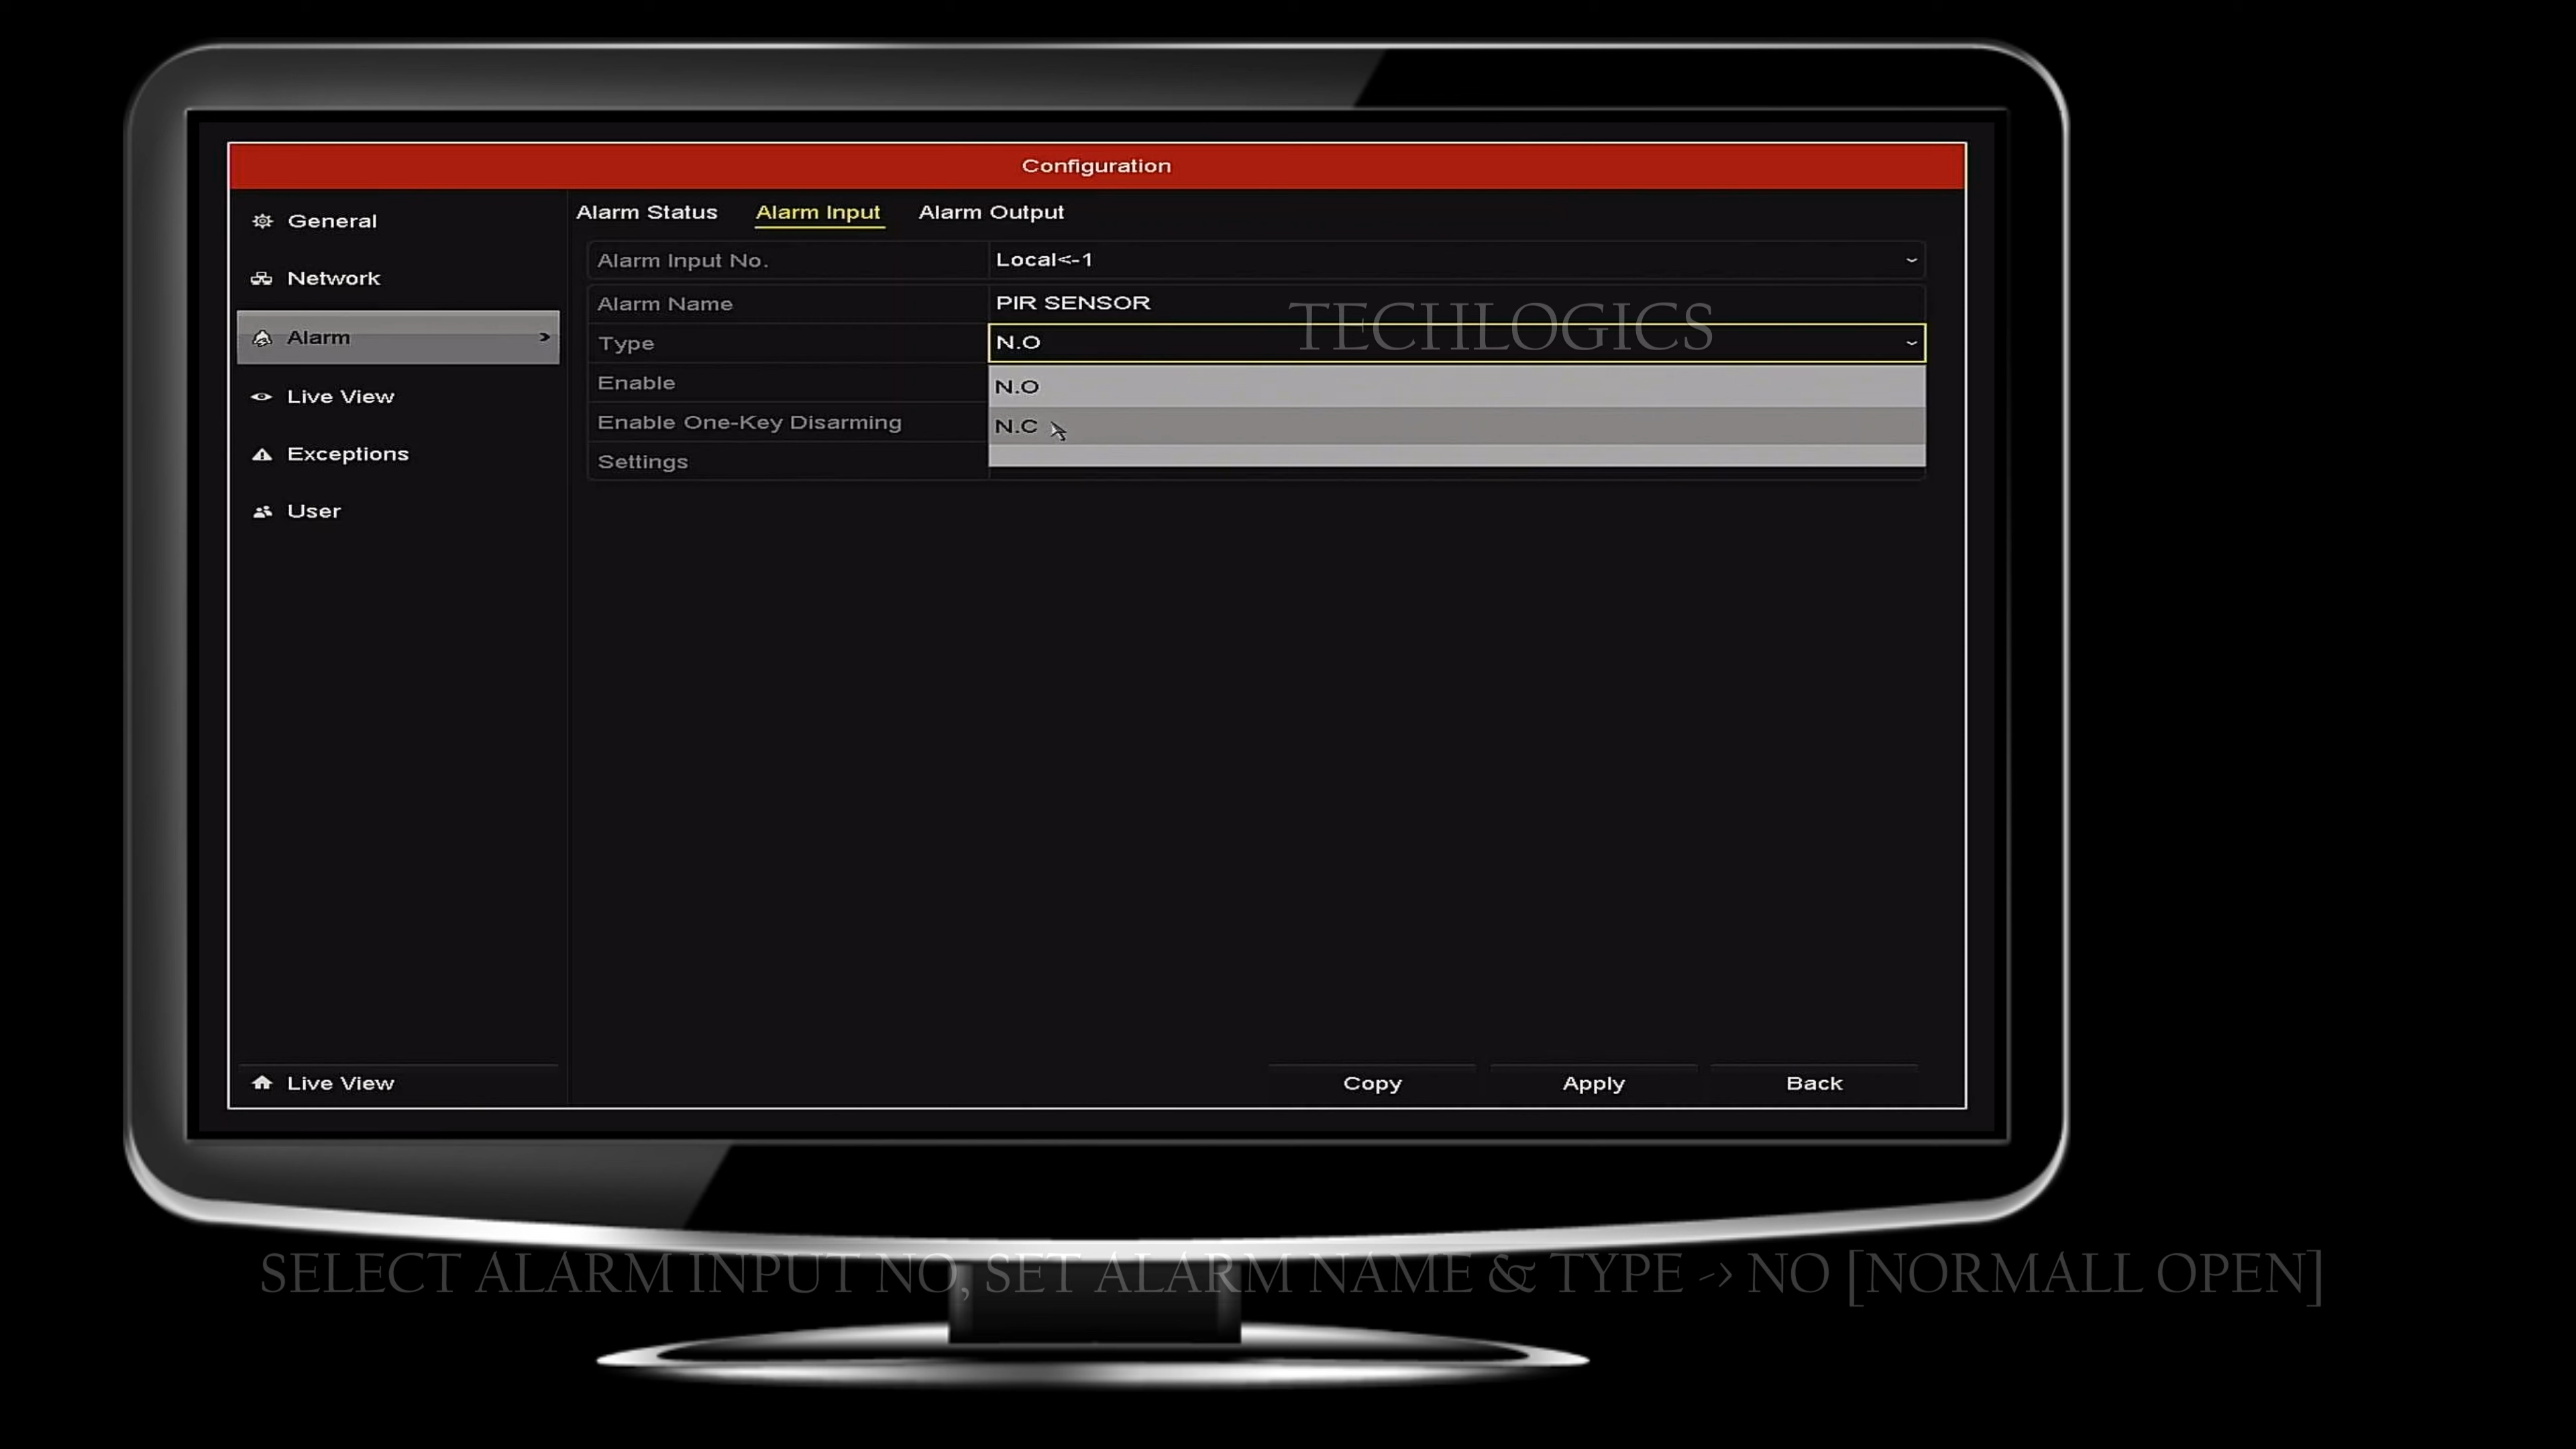 Configuration
General
Network
Alarm >
Live View
Exceptions
User
Live View
Alarm Status Alarm Input Alarm Output
Alarm Input No. Local<-1
Alarm Name PIR SENSOR
TECHLOGICS
Type N.O
Enable
N.O
Enable One-Key Disarming
N.C
Settings
Copy Apply Back
SELECT ALARM INPUT NO, SET ALARM NAME & TYPE -> NO [NORMALL OPEN]